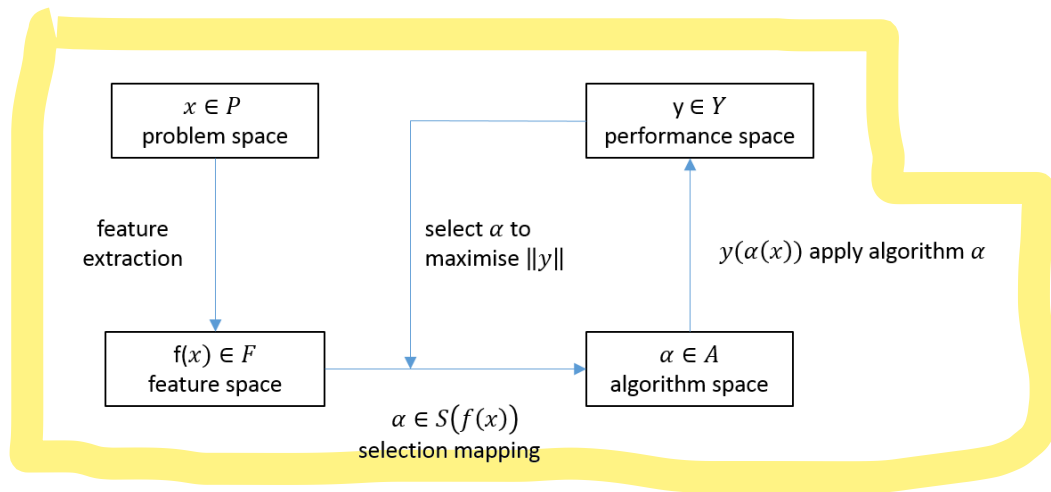 x ∈ P
problem space
y ∈ Y
performance space
feature
extraction
select α to
maximise ‖y‖
y(α(x)) apply algorithm α
f(x) ∈ F
feature space
α ∈ A
algorithm space
α ∈ S(f(x))
selection mapping